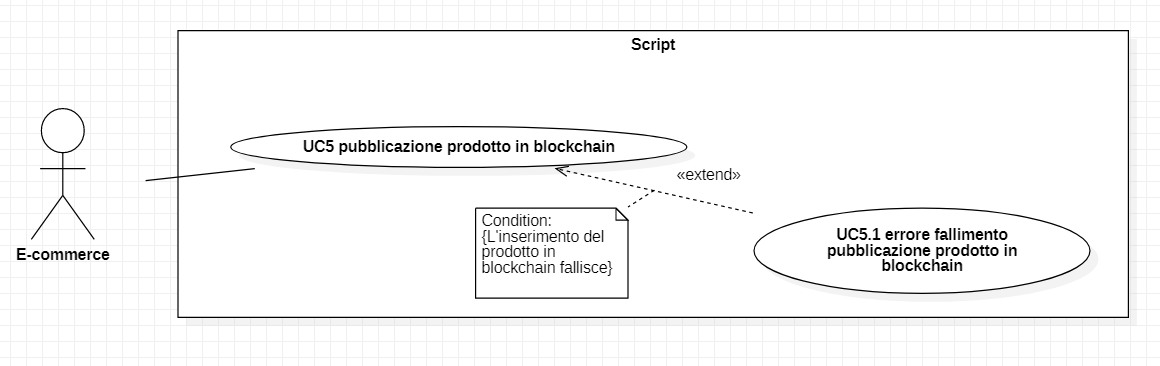 Script
UC5 pubblicazione prodotto in blockchain
«extend»
Condition:
{L'inserimento del
prodotto in
blockchain fallisce}
UC5.1 errore fallimento
pubblicazione prodotto in
blockchain
E-commerce